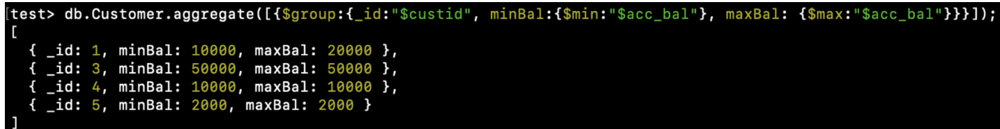 [test> db.Customer.aggregate([{$group:{_id:"$custid", minBal:{$min:"$acc_bal"}, maxBal: {$max:"$acc_bal"}}}]);
[
  { _id: 1, minBal: 10000, maxBal: 20000 },
  { _id: 3, minBal: 50000, maxBal: 50000 },
  { _id: 4, minBal: 10000, maxBal: 10000 },
  { _id: 5, minBal: 2000, maxBal: 2000 }
]